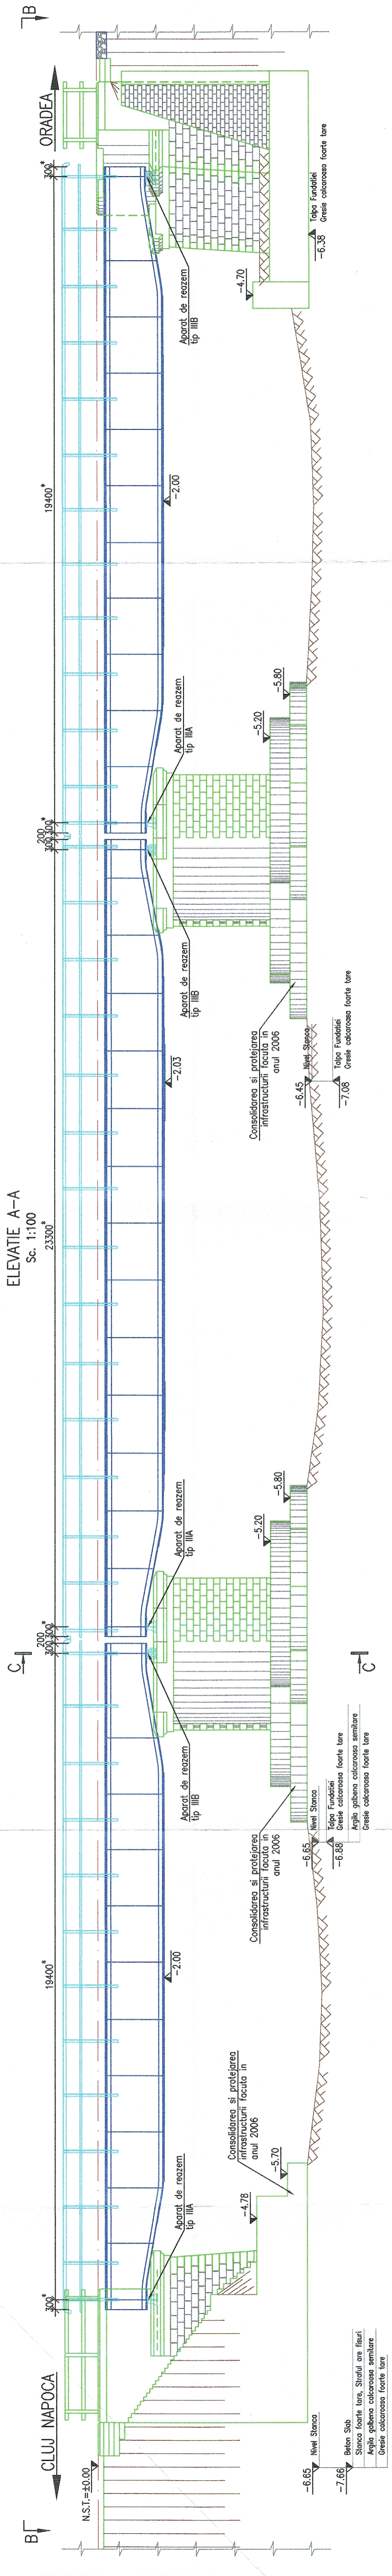 ELEVATIE A-A
Sc. 1:100
B
CLUJ NAPOCA
N.S.T.=±0.00
300*
19400*
300*
200
300*
C
23300*
300*
200
300*
19400*
300*
ORADEA
B
Aparat de reazem
tip IIIA
-2.00
Aparat de reazem
tip IIIB
Aparat de reazem
tip IIIA
-2.03
Aparat de reazem
tip IIIB
Aparat de reazem
tip IIIA
-2.00
Aparat de reazem
tip IIIB
-4.78
-5.70
Consolidarea si protejarea
infrastructurii facuta in
anul 2006
Consolidarea si protejarea
infrastructurii facuta in
anul 2006
-5.20
-5.80
Consolidarea si protejarea
infrastructurii facuta in
anul 2006
-5.20
-5.80
-4.70
-6.65
Nivel Stanca
-7.66
Beton Slab
Stanca foarte tare, Stratul are fisuri
Argila galbena calcaroasa semitare
Gresie calcaroasa foarte tare
-6.65
Nivel Stanca
-6.88
Talpa Fundatiei
Gresie calcaroasa foarte tare
Argila galbena calcaroasa semitare
Gresie calcaroasa foarte tare
C
-6.45
Nivel Stanca
-7.08
Talpa Fundatiei
Gresie calcaroasa foarte tare
-6.38
Talpa Fundatiei
Gresie calcaroasa foarte tare